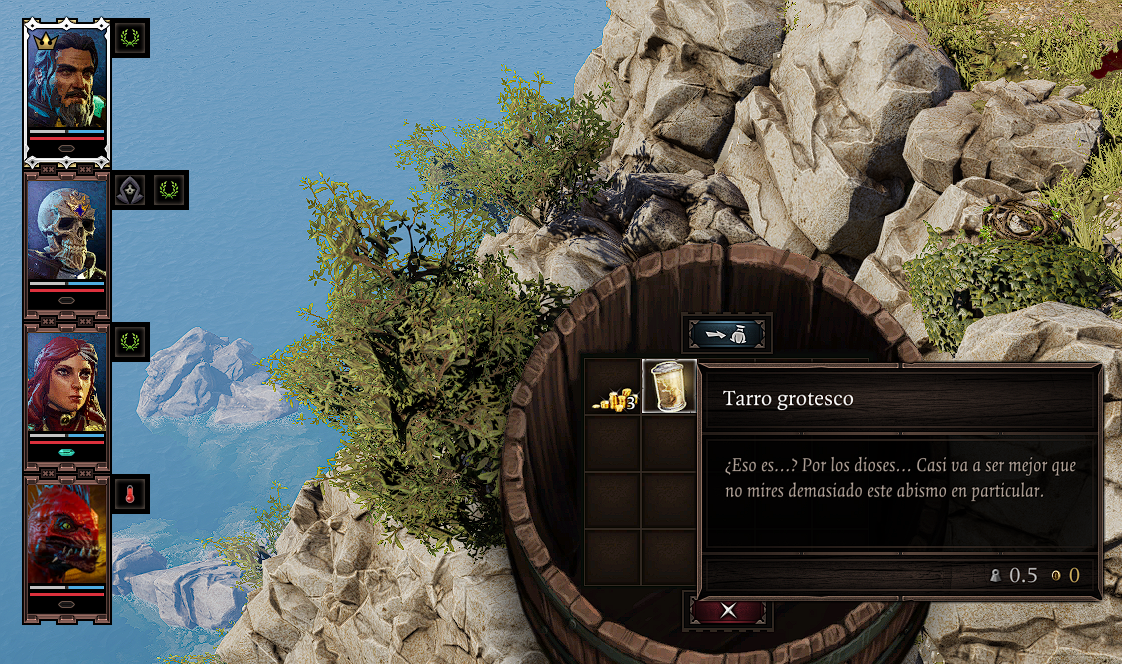 3
Tarro grotesco
¿Eso es...? Por los dioses... Casi va a ser mejor que
no mires demasiado este abismo en particular.
0.5 0